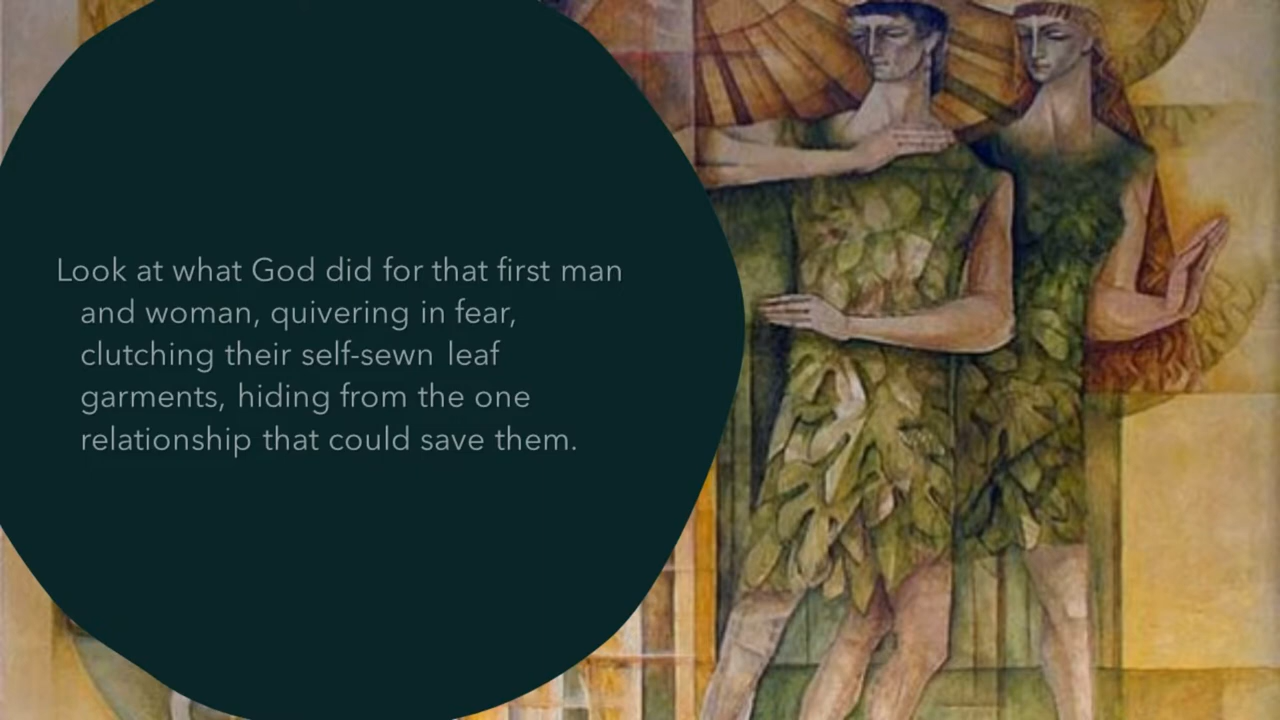 Look at what God did for that first man
and woman, quivering in fear,
clutching their self-sewn leaf
garments, hiding from the one
relationship that could save them.